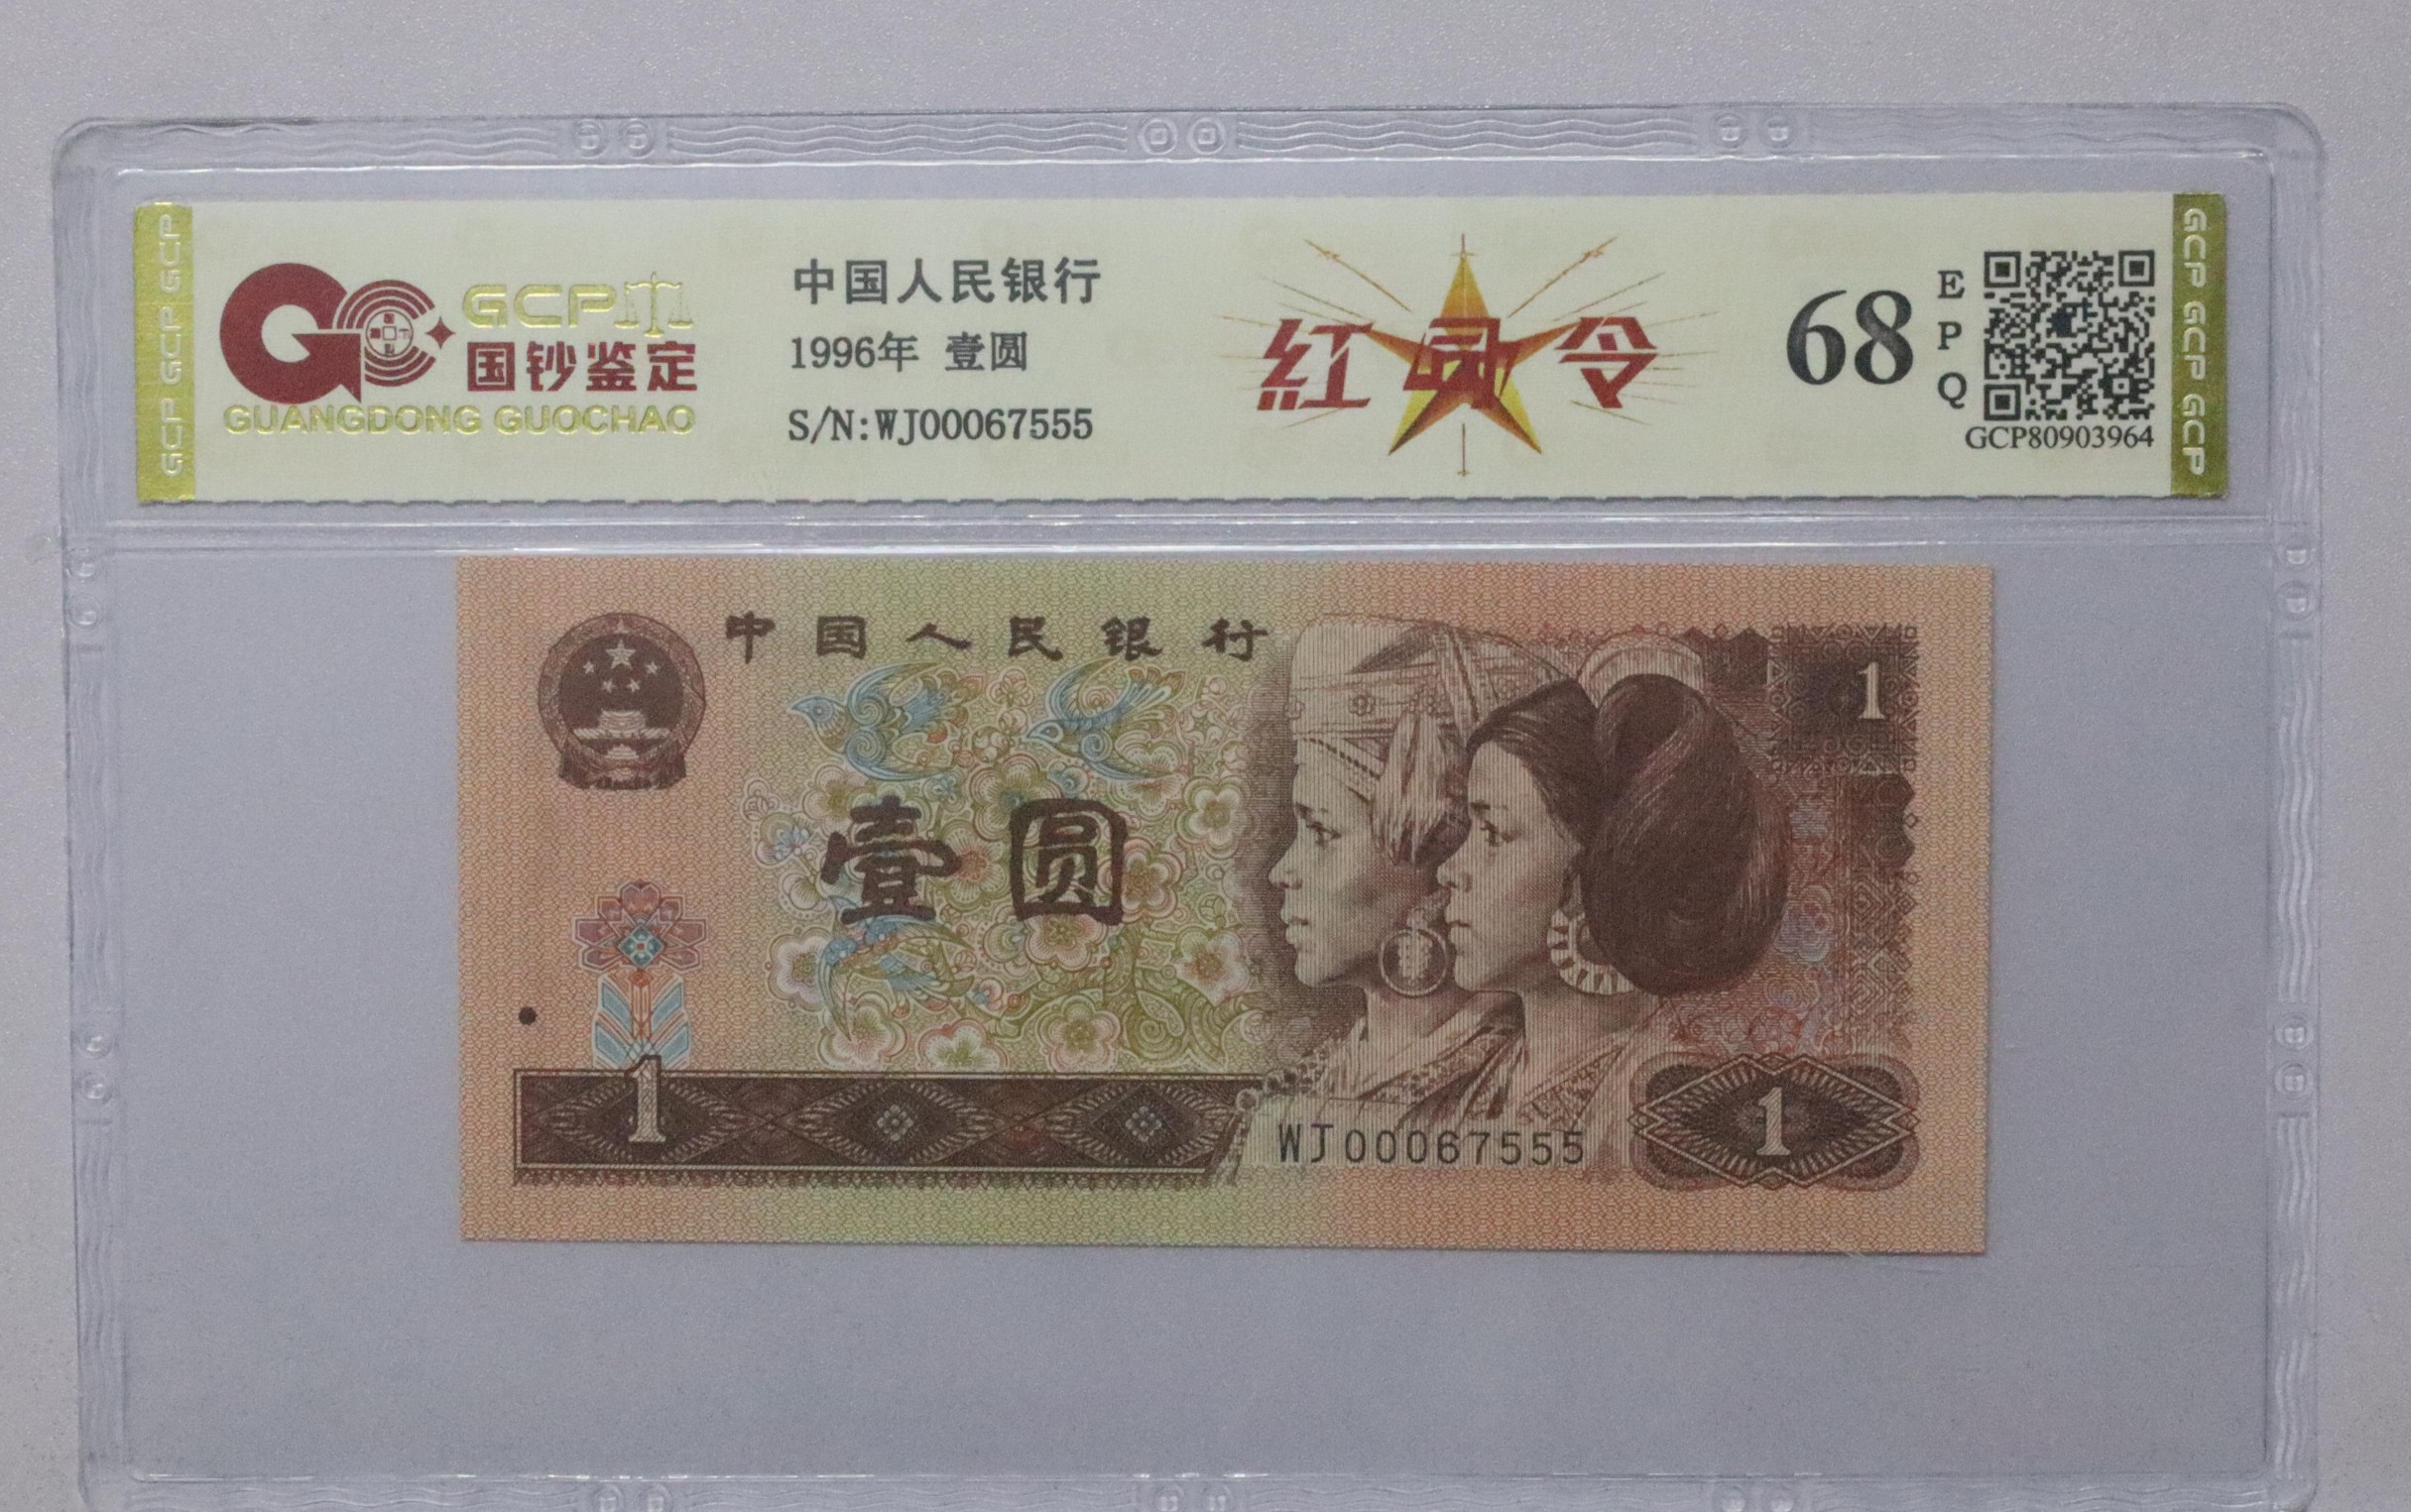 GCP GCP GCP
GCP
国钞鉴定
GUANGDONG GUOCHAO
中国人民银行
1996年 壹圆
S/N:WJ00067555
紅 令
68
EPQ
GCP80903964
GCP GCP GCP
中国人民银行
1
壹圆
1
WJ00067555
1